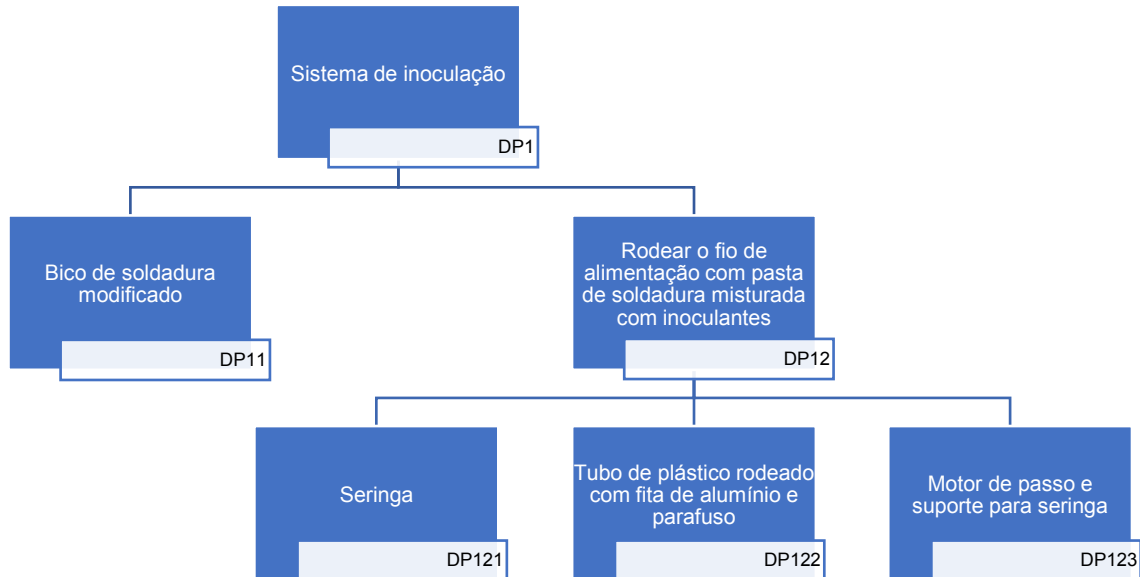 Sistema de inoculação
DP1
Bico de soldadura
modificado
DP11
Rodear o fio de
alimentação com pasta
de soldadura misturada
com inoculantes
DP12
Seringa
DP121
Tubo de plástico rodeado
com fita de alumínio e
parafuso
DP122
Motor de passo e
suporte para seringa
DP123